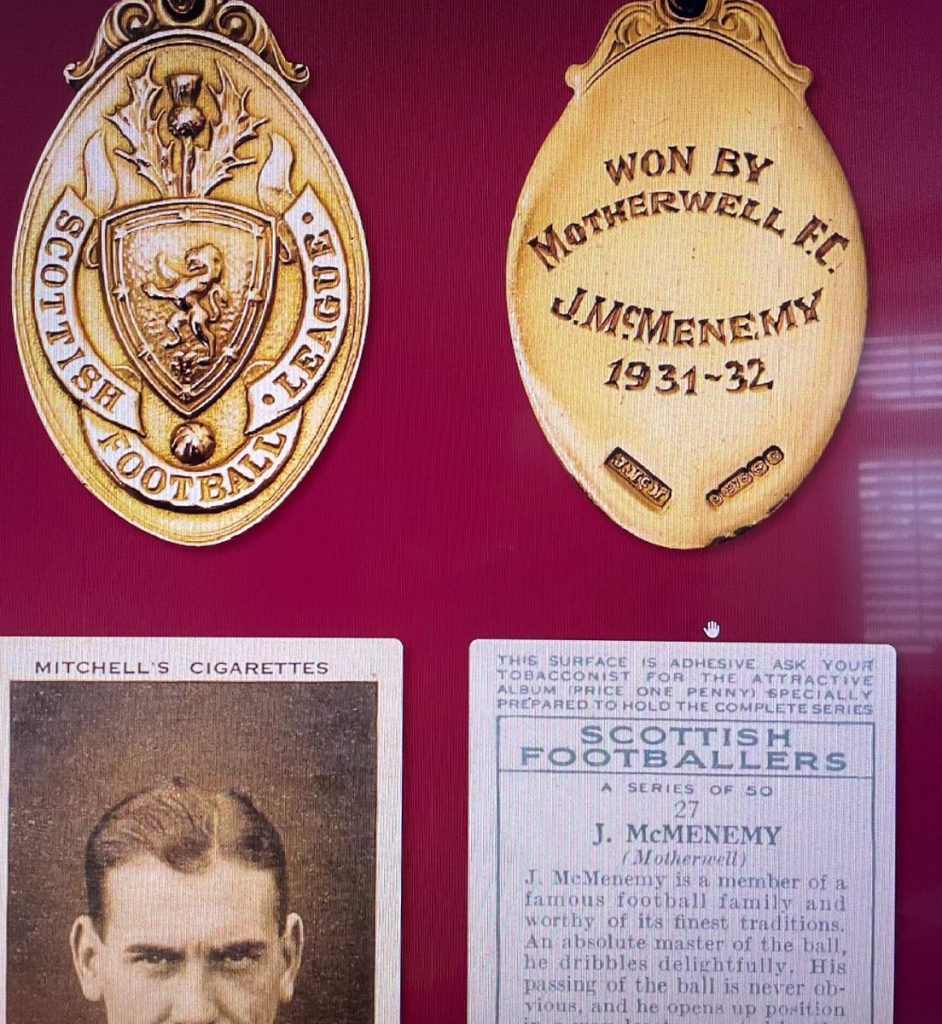 SCOTTISH
FOOTBALL
LEAGUE
WON BY
MOTHERWELL F.C.
J. McMENEMY
1931-32
MITCHELL'S CIGARETTES
THIS SURFACE IS ADHESIVE. ASK YOUR
TOBACCONIST FOR THE ATTRACTIVE
ALBUM (PRICE ONE PENNY) SPECIALLY
PREPARED TO HOLD THE COMPLETE SERIES
SCOTTISH
FOOTBALLERS
A SERIES OF 50
27
J. McMENEMY
(Motherwell)
J. McMenemy is a member of a
famous football family and
worthy of its finest traditions.
An absolute master of the ball,
he dribbles delightfully. His
passing of the ball is never ob-
vious, and he opens up position